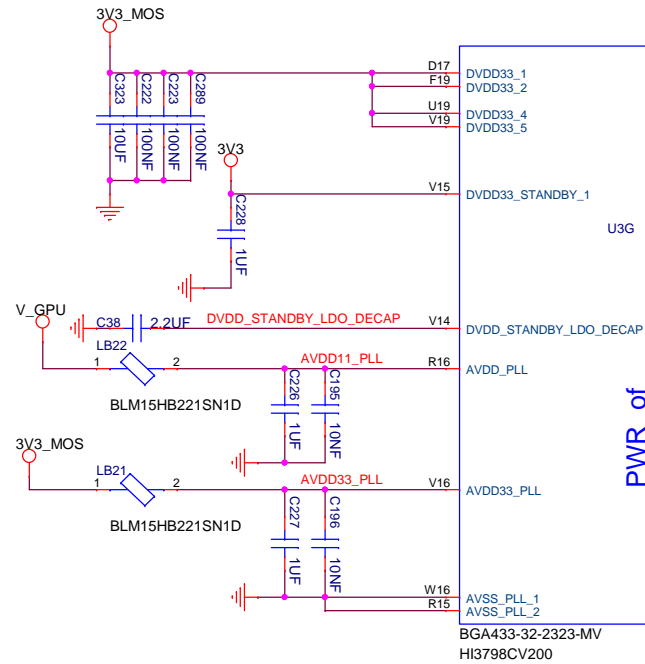 3V3_MOS
C323
10UF
C222
100NF
C223
100NF
C289
100NF
D17
DVDD33_1
F19
DVDD33_2
U19
DVDD33_4
V19
DVDD33_5
3V3
C228
1UF
V15
DVDD33_STANDBY_1
U3G
V_GPU
C38
2.2UF
DVDD_STANDBY_LDO_DECAP
V14
DVDD_STANDBY_LDO_DECAP
LB22
1
2
BLM15HB221SN1D
AVDD11_PLL
R16
AVDD_PLL
C226
1UF
C195
10NF
3V3_MOS
LB21
1
2
BLM15HB221SN1D
AVDD33_PLL
V16
AVDD33_PLL
C227
1UF
C196
10NF
PWR of
W16
AVSS_PLL_1
R15
AVSS_PLL_2
BGA433-32-2323-MV
HI3798CV200